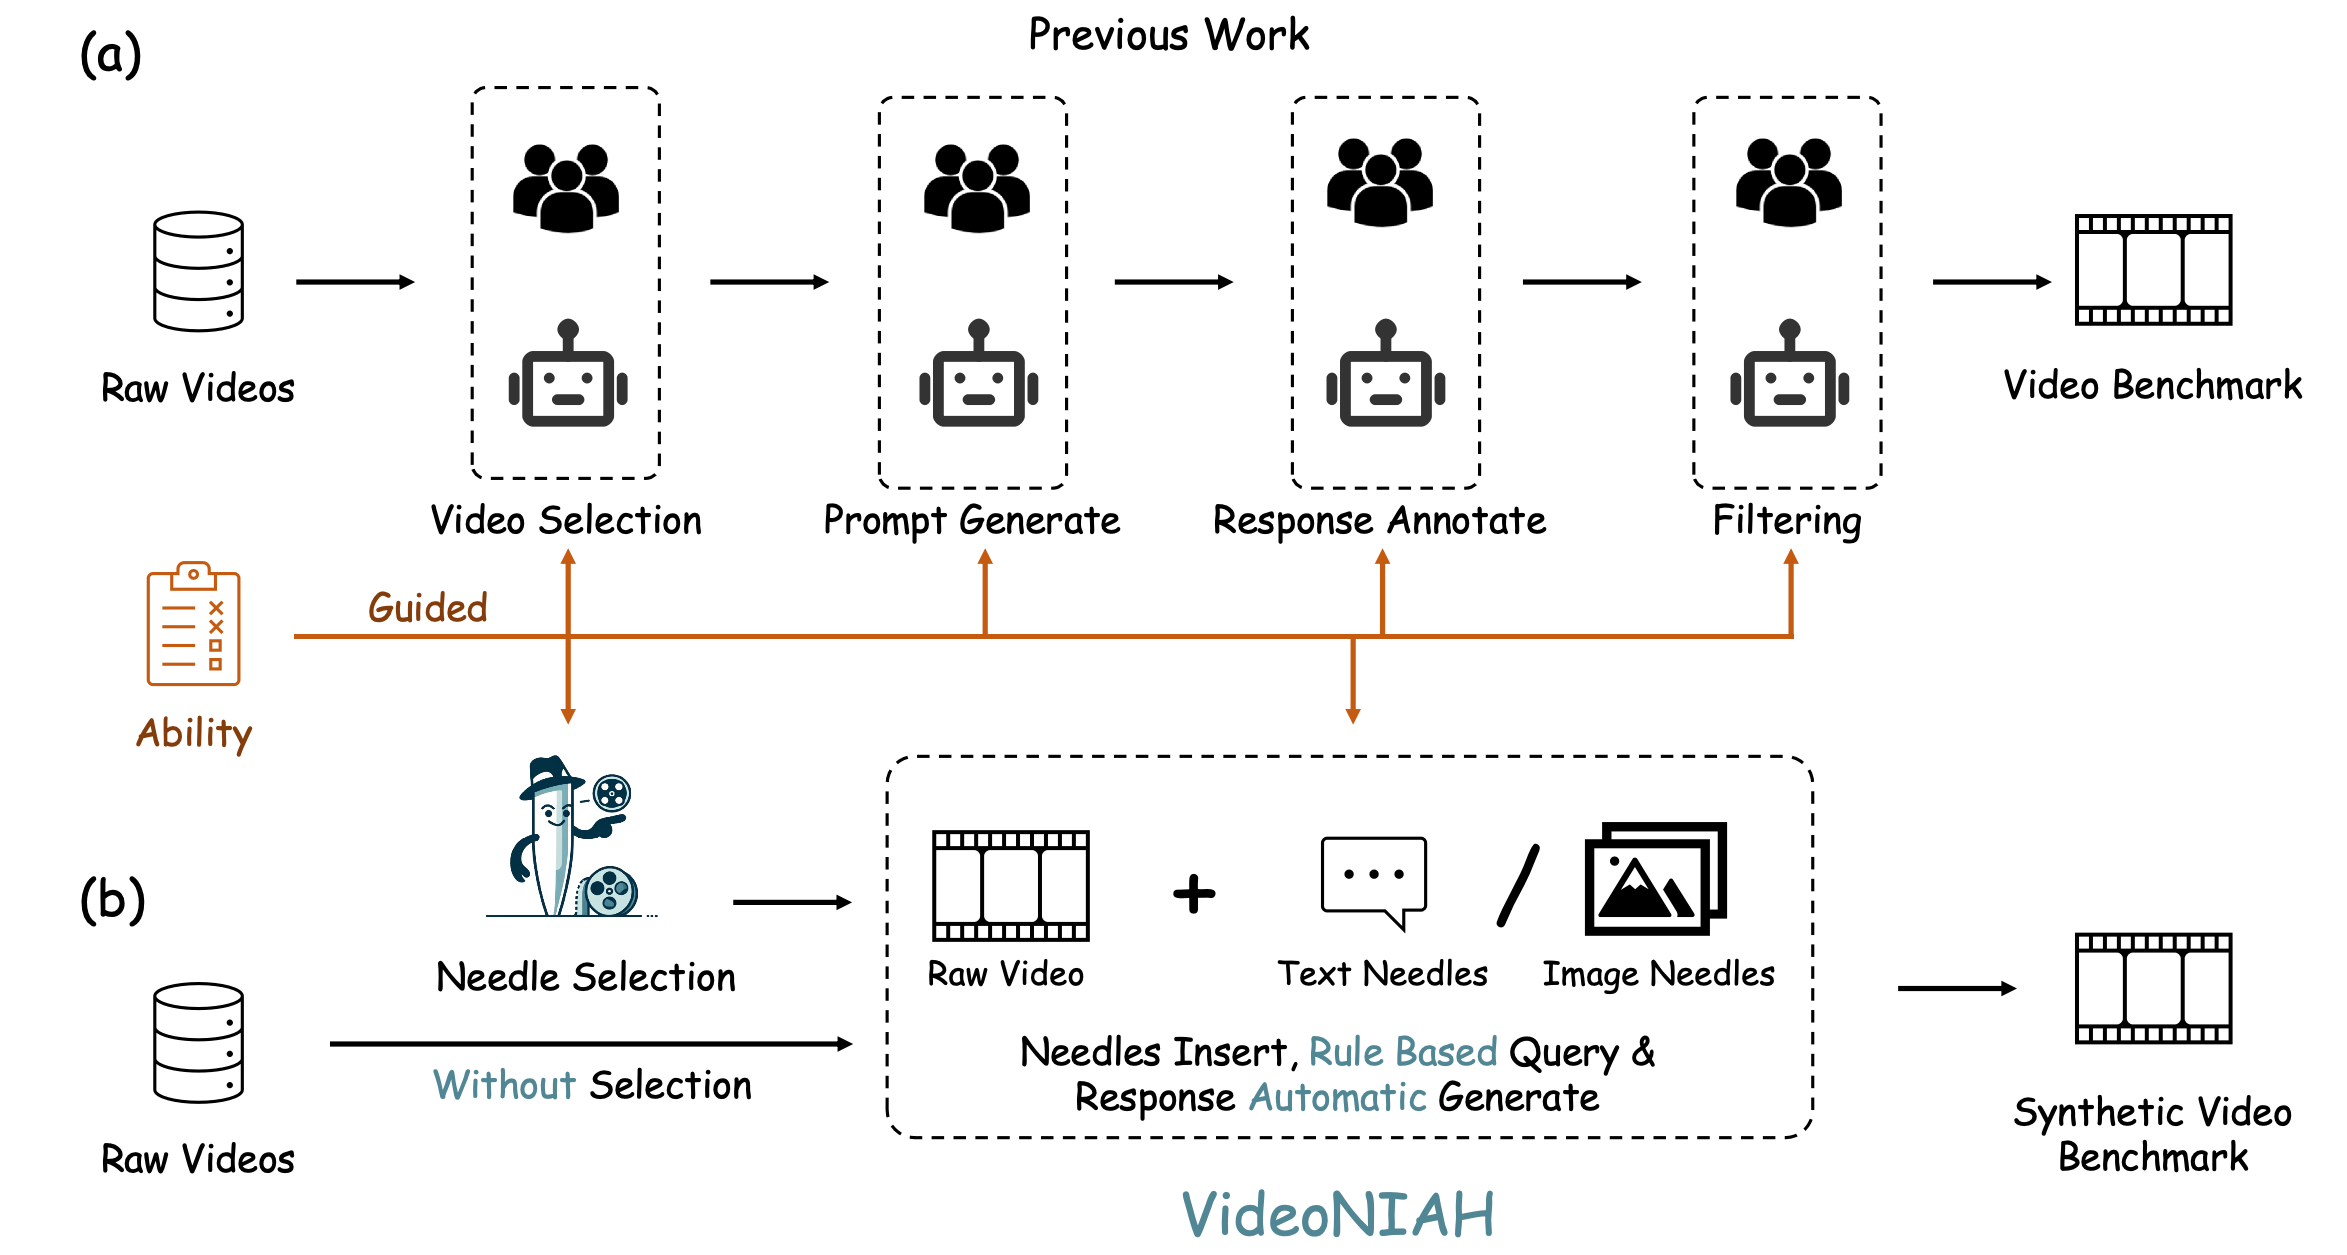 (a)
Previous Work
Raw Videos
Video Selection
Prompt Generate
Response Annotate
Filtering
Video Benchmark
Guided
Ability
(b)
Needle Selection
Raw Video
+
Text Needles
/
Image Needles
Without Selection
Needles Insert, Rule Based Query &
Response Automatic Generate
Raw Videos
Synthetic Video
Benchmark
VideoNIAH